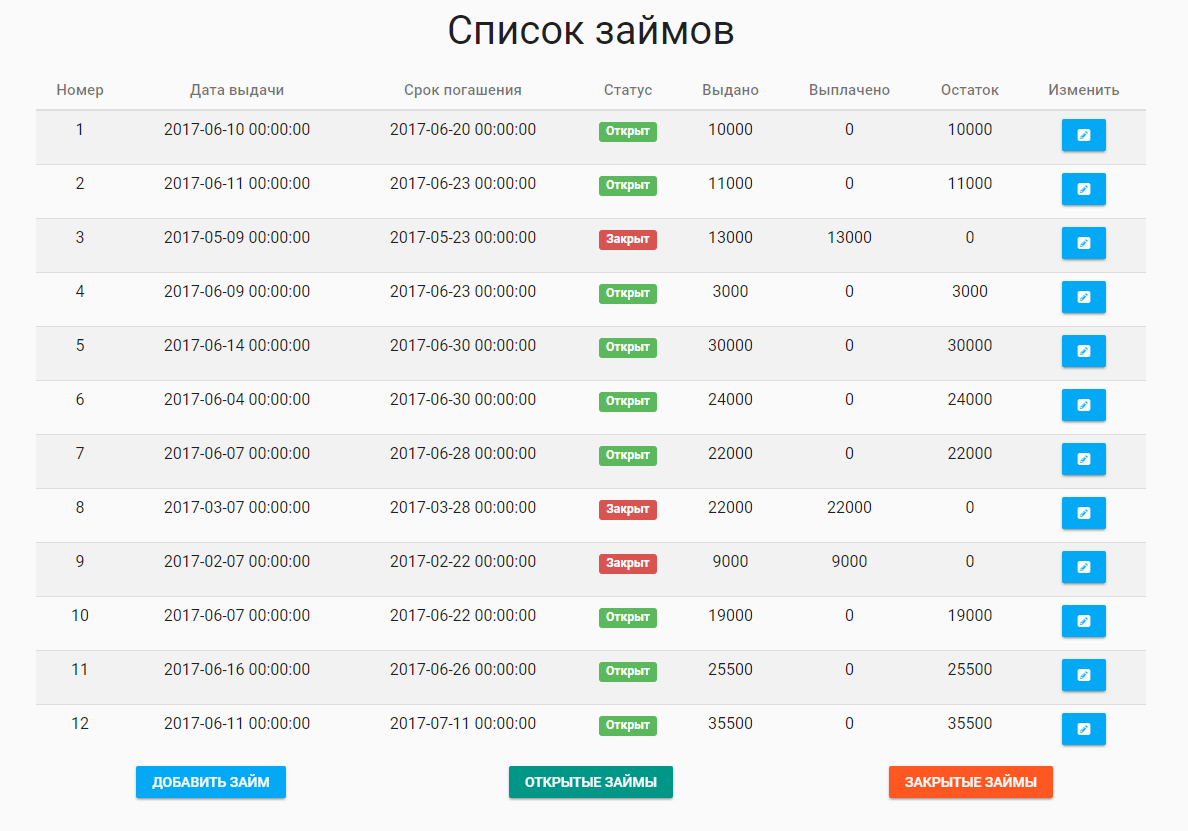 Список займов
Номер Дата выдачи Срок погашения Статус Выдано Выплачено Остаток Изменить
1 2017-06-10 00:00:00 2017-06-20 00:00:00 Открыт 10000 0 10000
2 2017-06-11 00:00:00 2017-06-23 00:00:00 Открыт 11000 0 11000
3 2017-05-09 00:00:00 2017-05-23 00:00:00 Закрыт 13000 13000 0
4 2017-06-09 00:00:00 2017-06-23 00:00:00 Открыт 3000 0 3000
5 2017-06-14 00:00:00 2017-06-30 00:00:00 Открыт 30000 0 30000
6 2017-06-04 00:00:00 2017-06-30 00:00:00 Открыт 24000 0 24000
7 2017-06-07 00:00:00 2017-06-28 00:00:00 Открыт 22000 0 22000
8 2017-03-07 00:00:00 2017-03-28 00:00:00 Закрыт 22000 22000 0
9 2017-02-07 00:00:00 2017-02-22 00:00:00 Закрыт 9000 9000 0
10 2017-06-07 00:00:00 2017-06-22 00:00:00 Открыт 19000 0 19000
11 2017-06-16 00:00:00 2017-06-26 00:00:00 Открыт 25500 0 25500
12 2017-06-11 00:00:00 2017-07-11 00:00:00 Открыт 35500 0 35500
ДОБАВИТЬ ЗАЙМ ОТКРЫТЫЕ ЗАЙМЫ ЗАКРЫТЫЕ ЗАЙМЫ